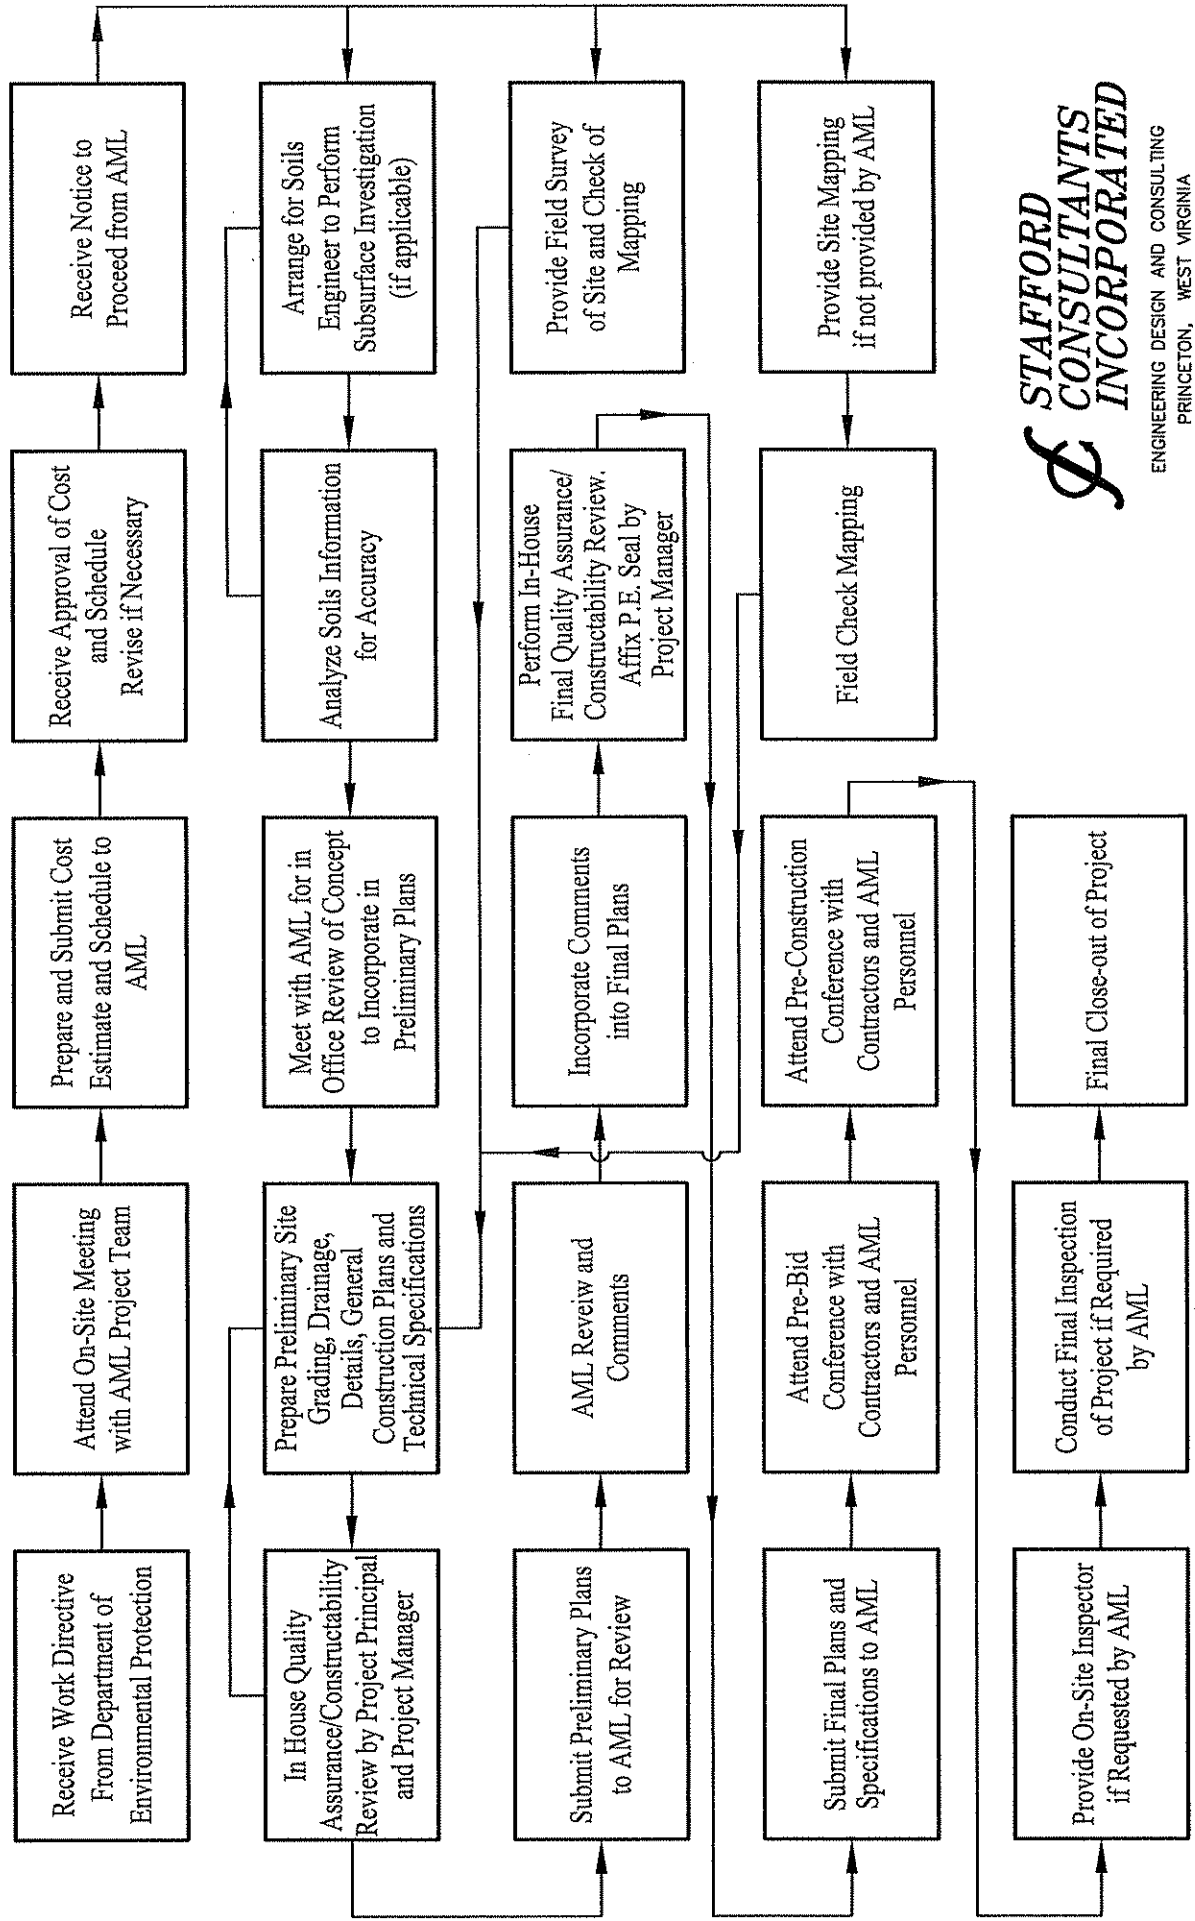 Receive Work Directive
From Department of
Environmental Protection
Attend On-Site Meeting
with AML Project Team
Prepare and Submit Cost
Estimate and Schedule to
AML
Receive Approval of Cost
and Schedule
Revise if Necessary
Receive Notice to
Proceed from AML
In House Quality
Assurance/Constructability
Review by Project Principal
and Project Manager
Prepare Preliminary Site
Grading, Drainage,
Details, General
Construction Plans and
Technical Specifications
Meet with AML for in
Office Review of Concept
to Incorporate in
Preliminary Plans
Analyze Soils Information
for Accuracy
Arrange for Soils
Engineer to Perform
Subsurface Investigation
(if applicable)
Submit Preliminary Plans
to AML for Review
AML Reveiw and
Comments
Incorporate Comments
into Final Plans
Perform In-House
Final Quality Assurance/
Constructability Review.
Affix P.E. Seal by
Project Manager
Provide Field Survey
of Site and Check of
Mapping
Submit Final Plans and
Specifications to AML
Attend Pre-Bid
Conference with
Contractors and AML
Personnel
Attend Pre-Construction
Conference with
Contractors and AML
Personnel
Field Check Mapping
Provide Site Mapping
if not provided by AML
Provide On-Site Inspector
if Requested by AML
Conduct Final Inspection
of Project if Required
by AML
Final Close-out of Project
STAFFORD
CONSULTANTS
INCORPORATED
ENGINEERING DESIGN AND CONSULTING
PRINCETON, WEST VIRGINIA